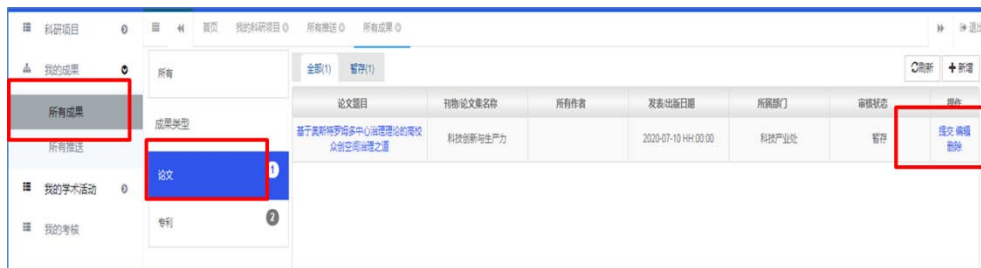 科研项目
首页 我的科研项目 所有推送 所有成果
退出
我的成果
所有成果
所有推送
我的学术活动
我的考核
所有
成果类型
论文 1
专利 2
全部(1) 暂存(1)
刷新 新增
论文题目 刊物/论文集名称 所有作者 发表/出版日期 所属部门 审核状态 操作
基于奥斯特罗姆多中心治理理论的高校
众创空间治理之道
科技创新与生产力 2020-07-10 HH:00:00 科技产业处 暂存 提交 编辑
删除